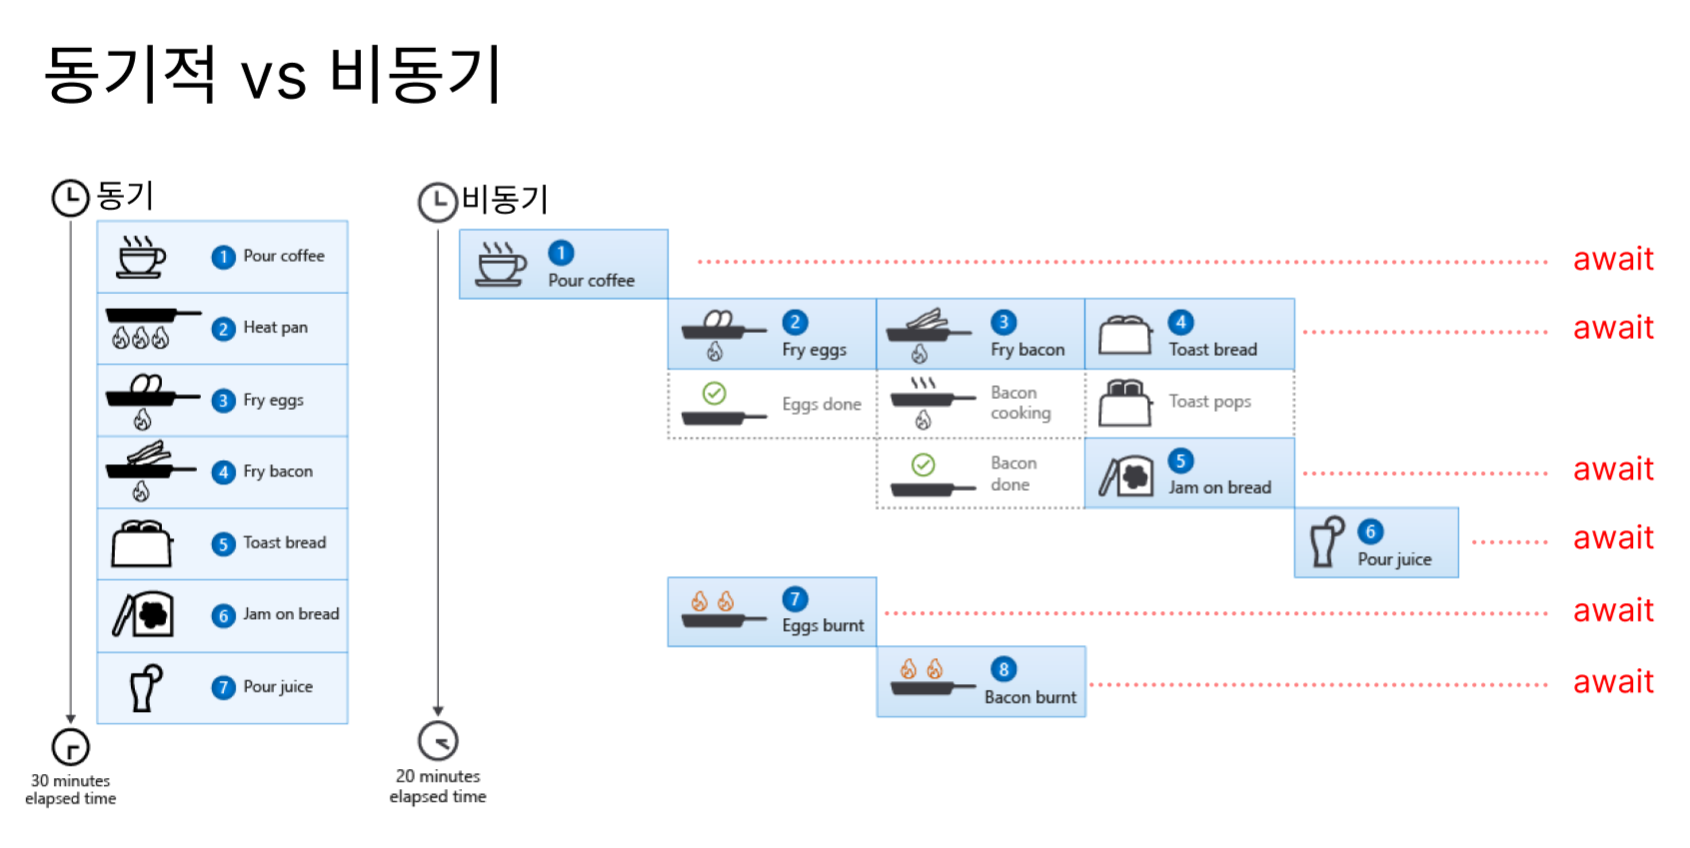 동기적 vs 비동기
동기
1 Pour coffee
2 Heat pan
3 Fry eggs
4 Fry bacon
5 Toast bread
6 Jam on bread
7 Pour juice
30 minutes
elapsed time
비동기
1
Pour coffee
await
2
Fry eggs
3
Fry bacon
4
Toast bread
await
Eggs done
Bacon
cooking
Toast pops
Bacon
done
5
Jam on bread
await
6
Pour juice
await
7
Eggs burnt
await
8
Bacon burnt
await
20 minutes
elapsed time